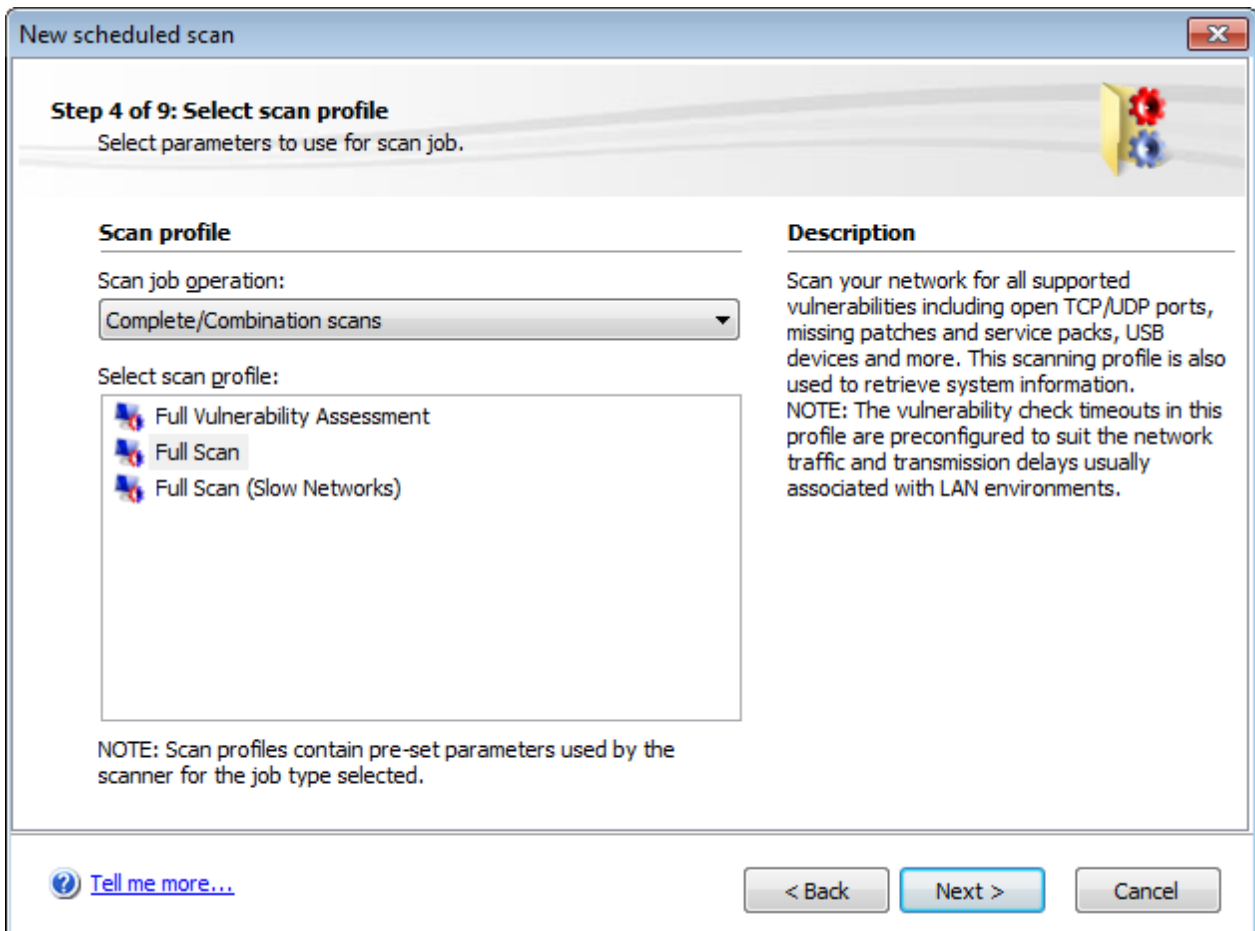 New scheduled scan
Step 4 of 9: Select scan profile
Select parameters to use for scan job.
Scan profile
Scan job operation:
Complete/Combination scans
Select scan profile:
Full Vulnerability Assessment
Full Scan
Full Scan (Slow Networks)
NOTE: Scan profiles contain pre-set parameters used by the
scanner for the job type selected.
Description
Scan your network for all supported
vulnerabilities including open TCP/UDP ports,
missing patches and service packs, USB
devices and more. This scanning profile is also
used to retrieve system information.
NOTE: The vulnerability check timeouts in this
profile are preconfigured to suit the network
traffic and transmission delays usually
associated with LAN environments.
Tell me more...
< Back
Next >
Cancel